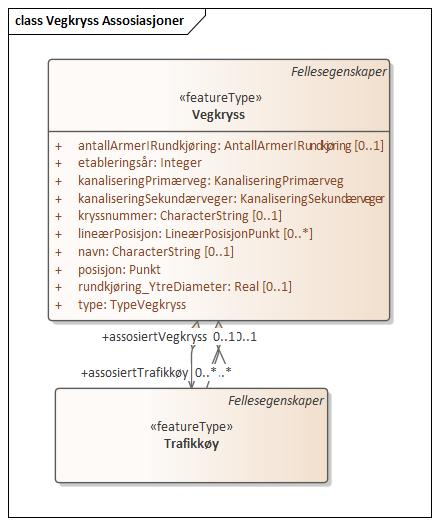 class Vegkryss Assosiasjoner
Fellesegenskaper
«featureType»
Vegkryss
+ antallArmerIRundkjøring: AntallArmerIRundkjøring [0..1]
+ etableringsår: Integer
+ kanaliseringPrimærveg: KanaliseringPrimærveg
+ kanaliseringSekundærveger: KanaliseringSekundærveger
+ kryssnummer: CharacterString [0..1]
+ lineærPosisjon: LineærPosisjonPunkt [0..*]
+ navn: CharacterString [0..1]
+ posisjon: Punkt
+ rundkjøring_YtreDiameter: Real [0..1]
+ type: TypeVegkryss
+assosiertVegkryss 0..1 0..1
+assosiertTrafikkøy 0..* ..*
Fellesegenskaper
«featureType»
Trafikkøy